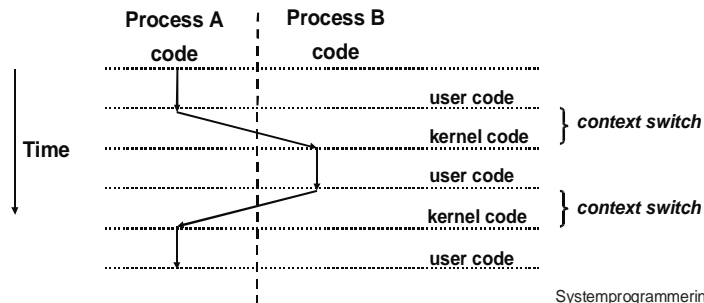 Process A Process B
code code
user code
} context switch
kernel code
Time
user code
} context switch
kernel code
user code
Systemprogrammerin